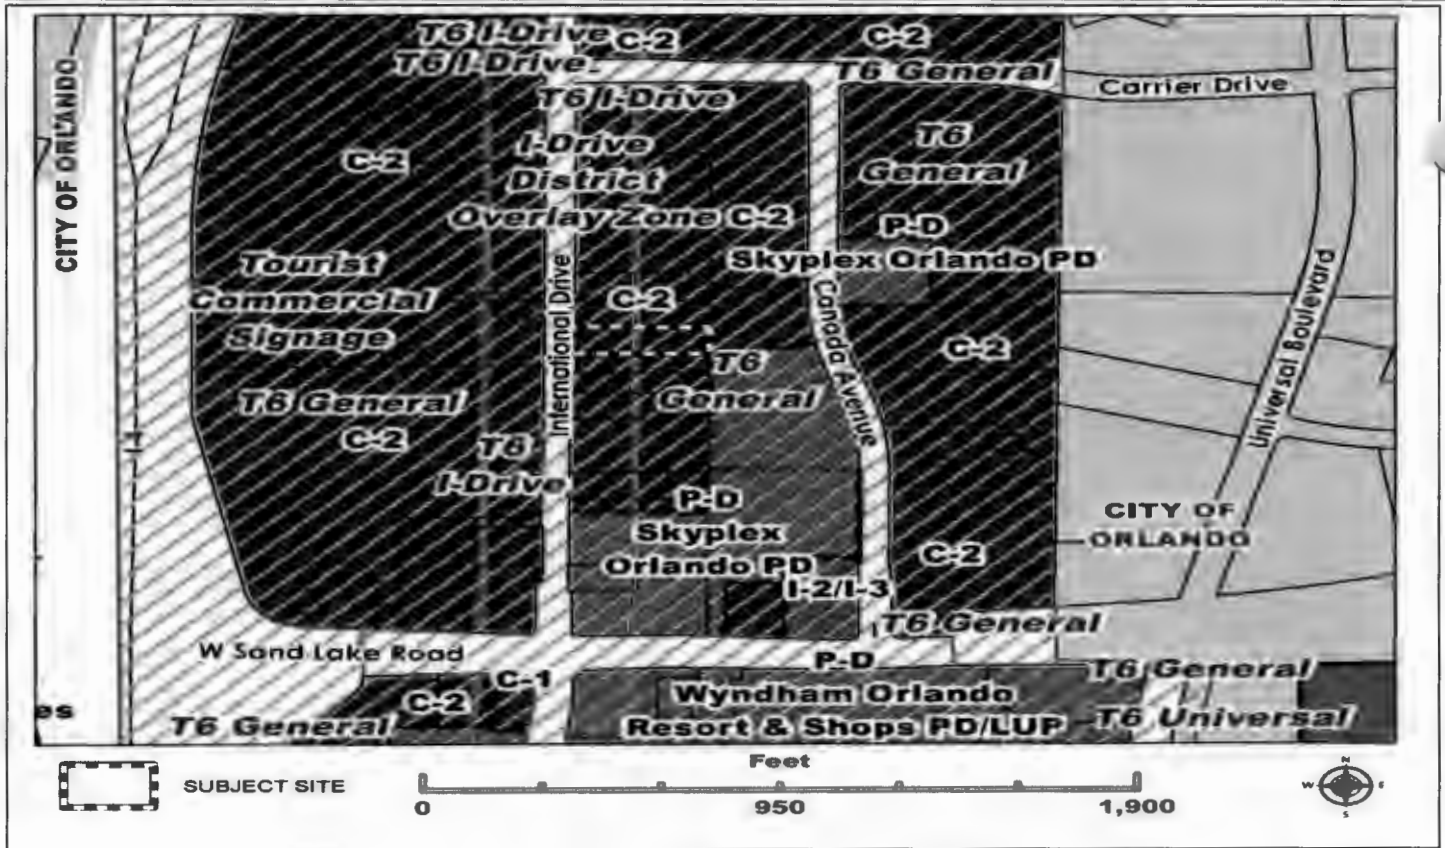 T6 I-Drive
C-2
C-2
T6 I-Drive
T6 General
Carrier Drive
T6 I-Drive
CITY OF ORLANDO
C-2
I-Drive
District
Overlay Zone
C-2
T6
General
P-D
Skyplex Orlando PD
Tourist
Commercial
Signage
International Drive
C-2
Canada Avenue
C-2
Universal Boulevard
T6
General
T6 General
C-2
T6
I-Drive
P-D
Skyplex
Orlando PD
I-2/I-3
C-2
CITY OF
ORLANDO
T6 General
W Sand Lake Road
P-D
C-1
C-2
T6 General
Wyndham Orlando
Resort & Shops PD/LUP
T6 General
T6 Universal
es
SUBJECT SITE
Feet
0
950
1,900
N
W
E
S